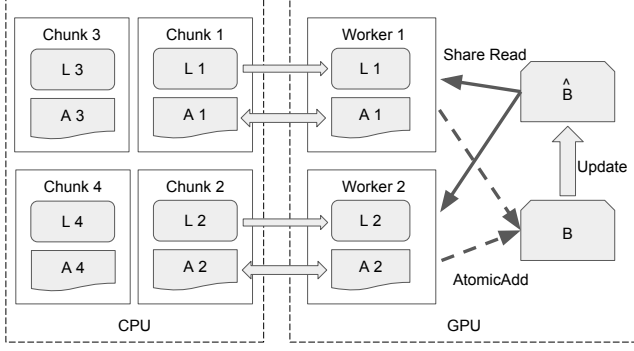 Chunk 3
L 3
A 3
Chunk 1
L 1
A 1
Worker 1
L 1
A 1
Share Read
^
B
Update
Chunk 4
L 4
A 4
Chunk 2
L 2
A 2
Worker 2
L 2
A 2
B
AtomicAdd
CPU
GPU